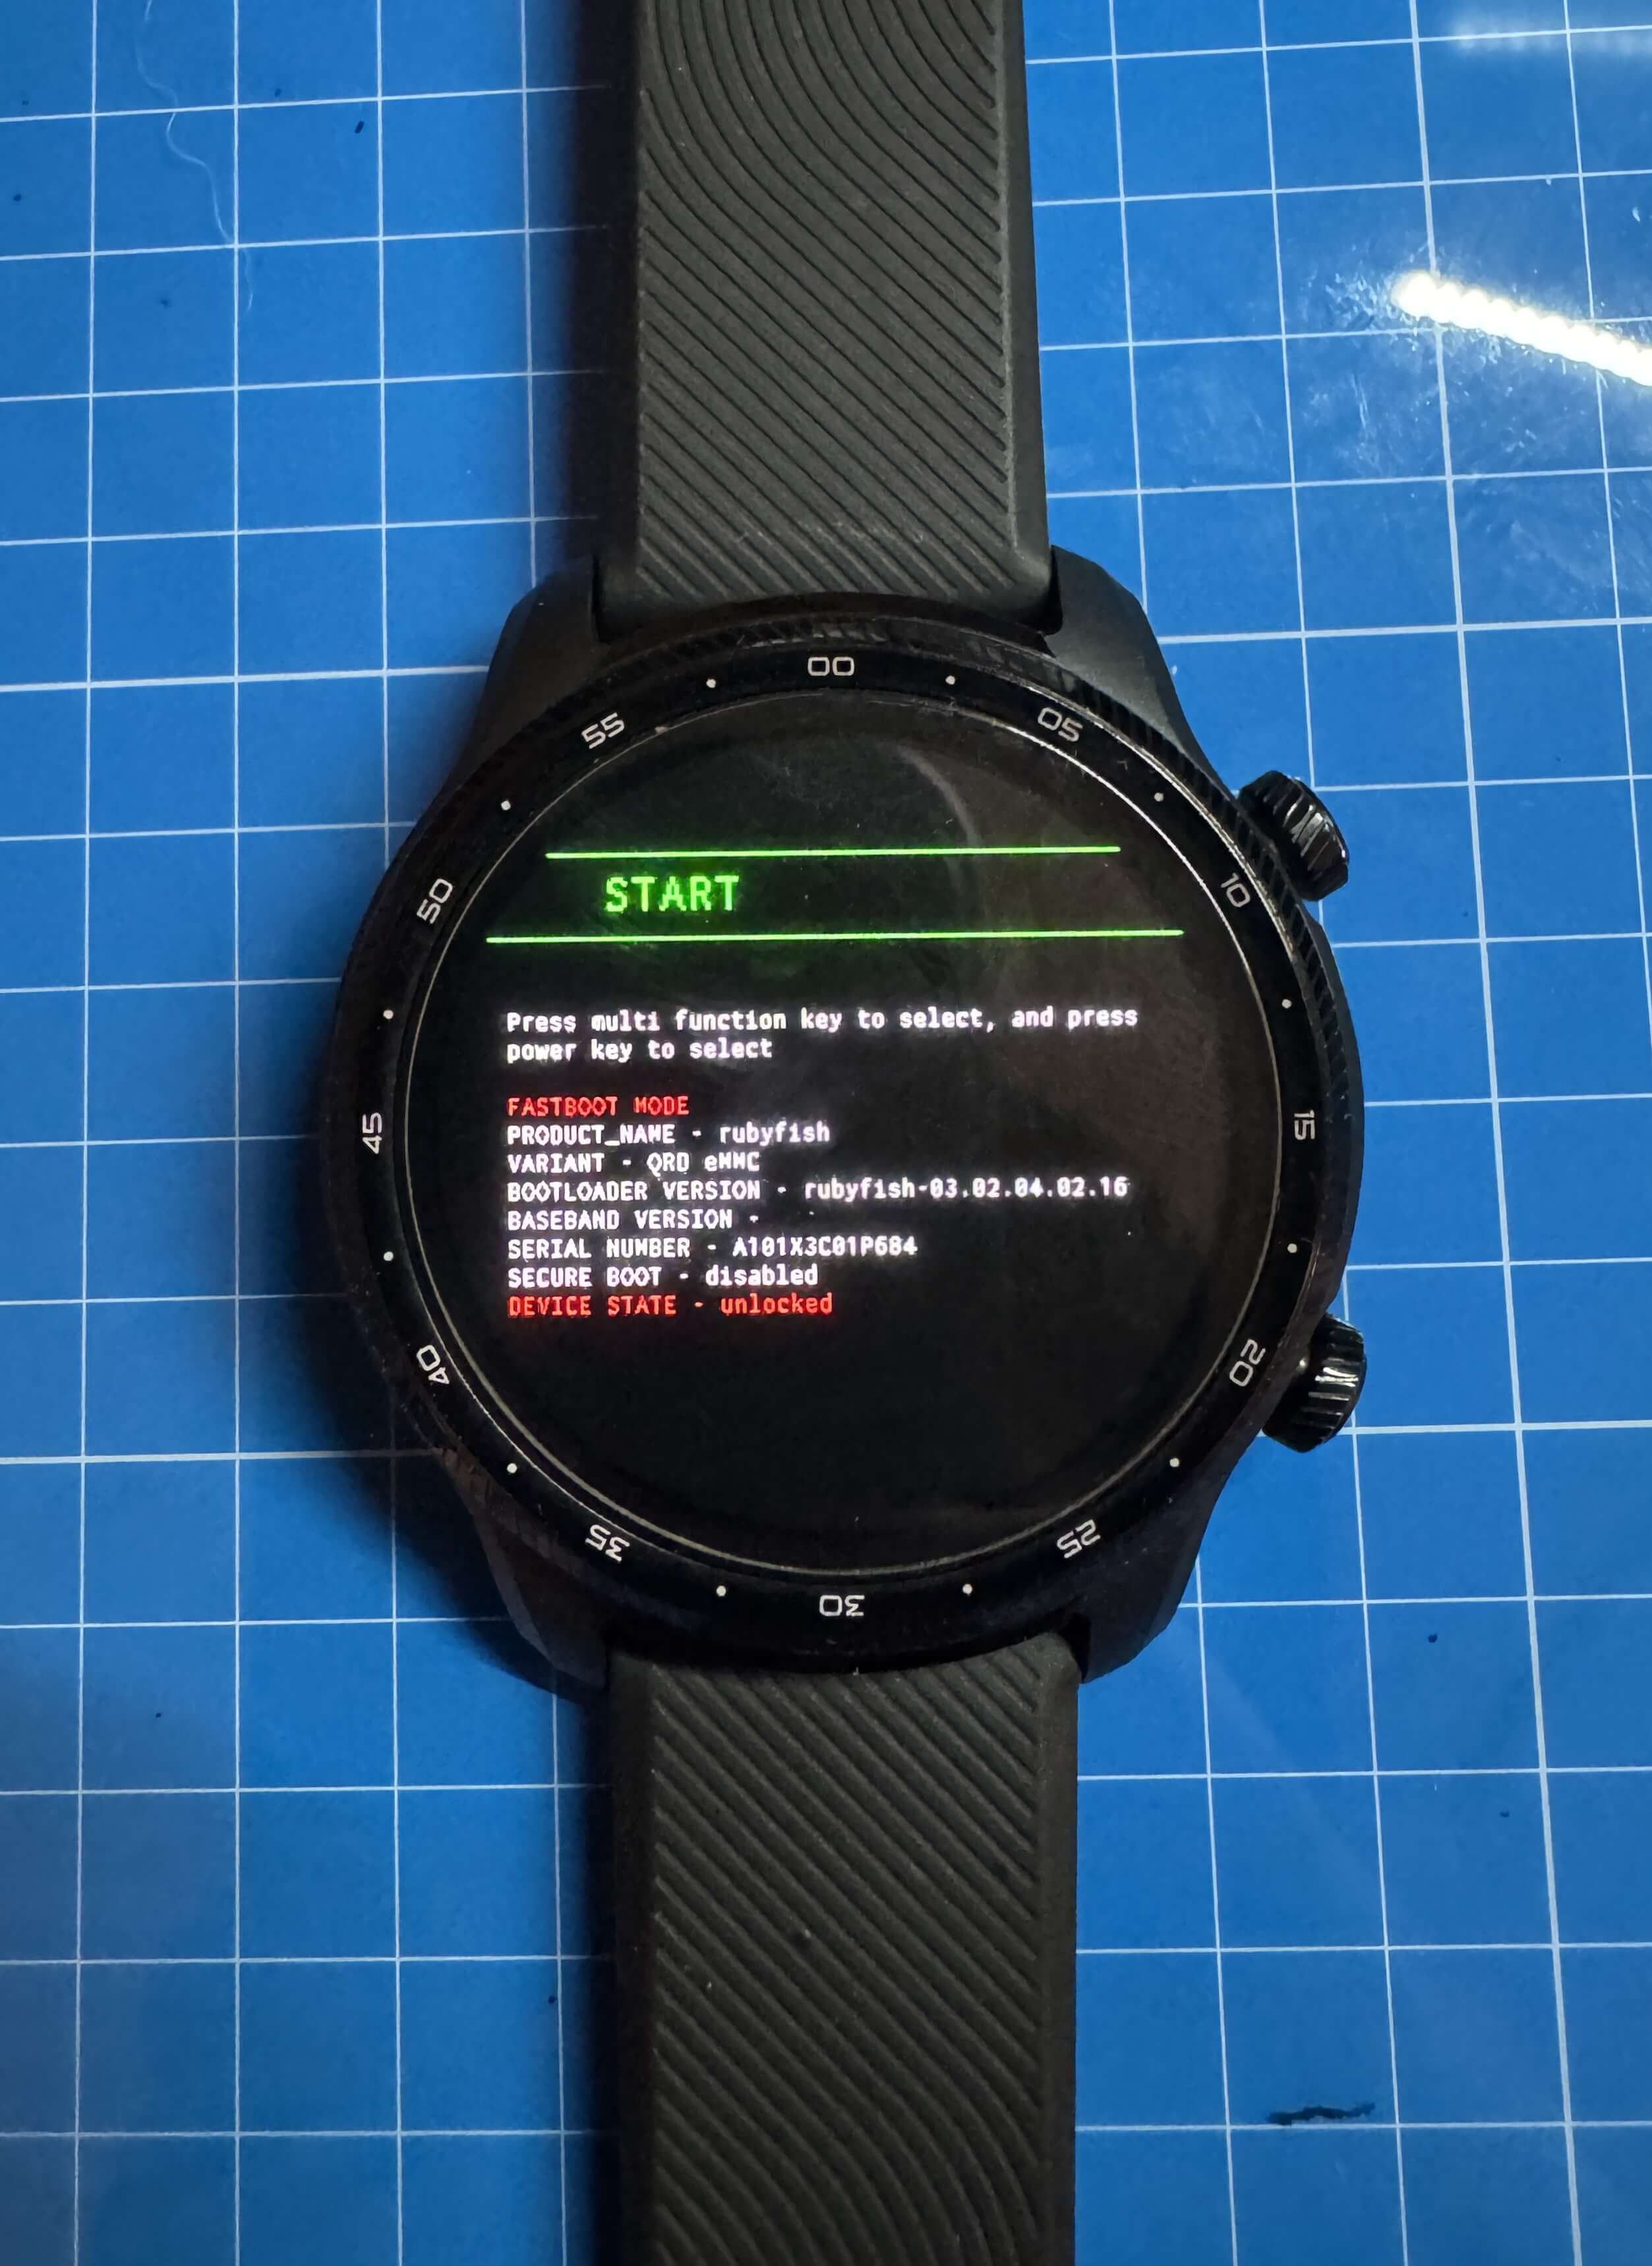 START
Press multi function key to select, and press
power key to select
FASTBOOT MODE
PRODUCT_NAME - rubyfish
VARIANT - QRD eMMC
BOOTLOADER VERSION - rubyfish-03.02.04.02.16
BASEBAND VERSION -
SERIAL NUMBER - A101X3C01P684
SECURE BOOT - disabled
DEVICE STATE - unlocked
00
05
10
15
20
25
30
35
40
45
50
55